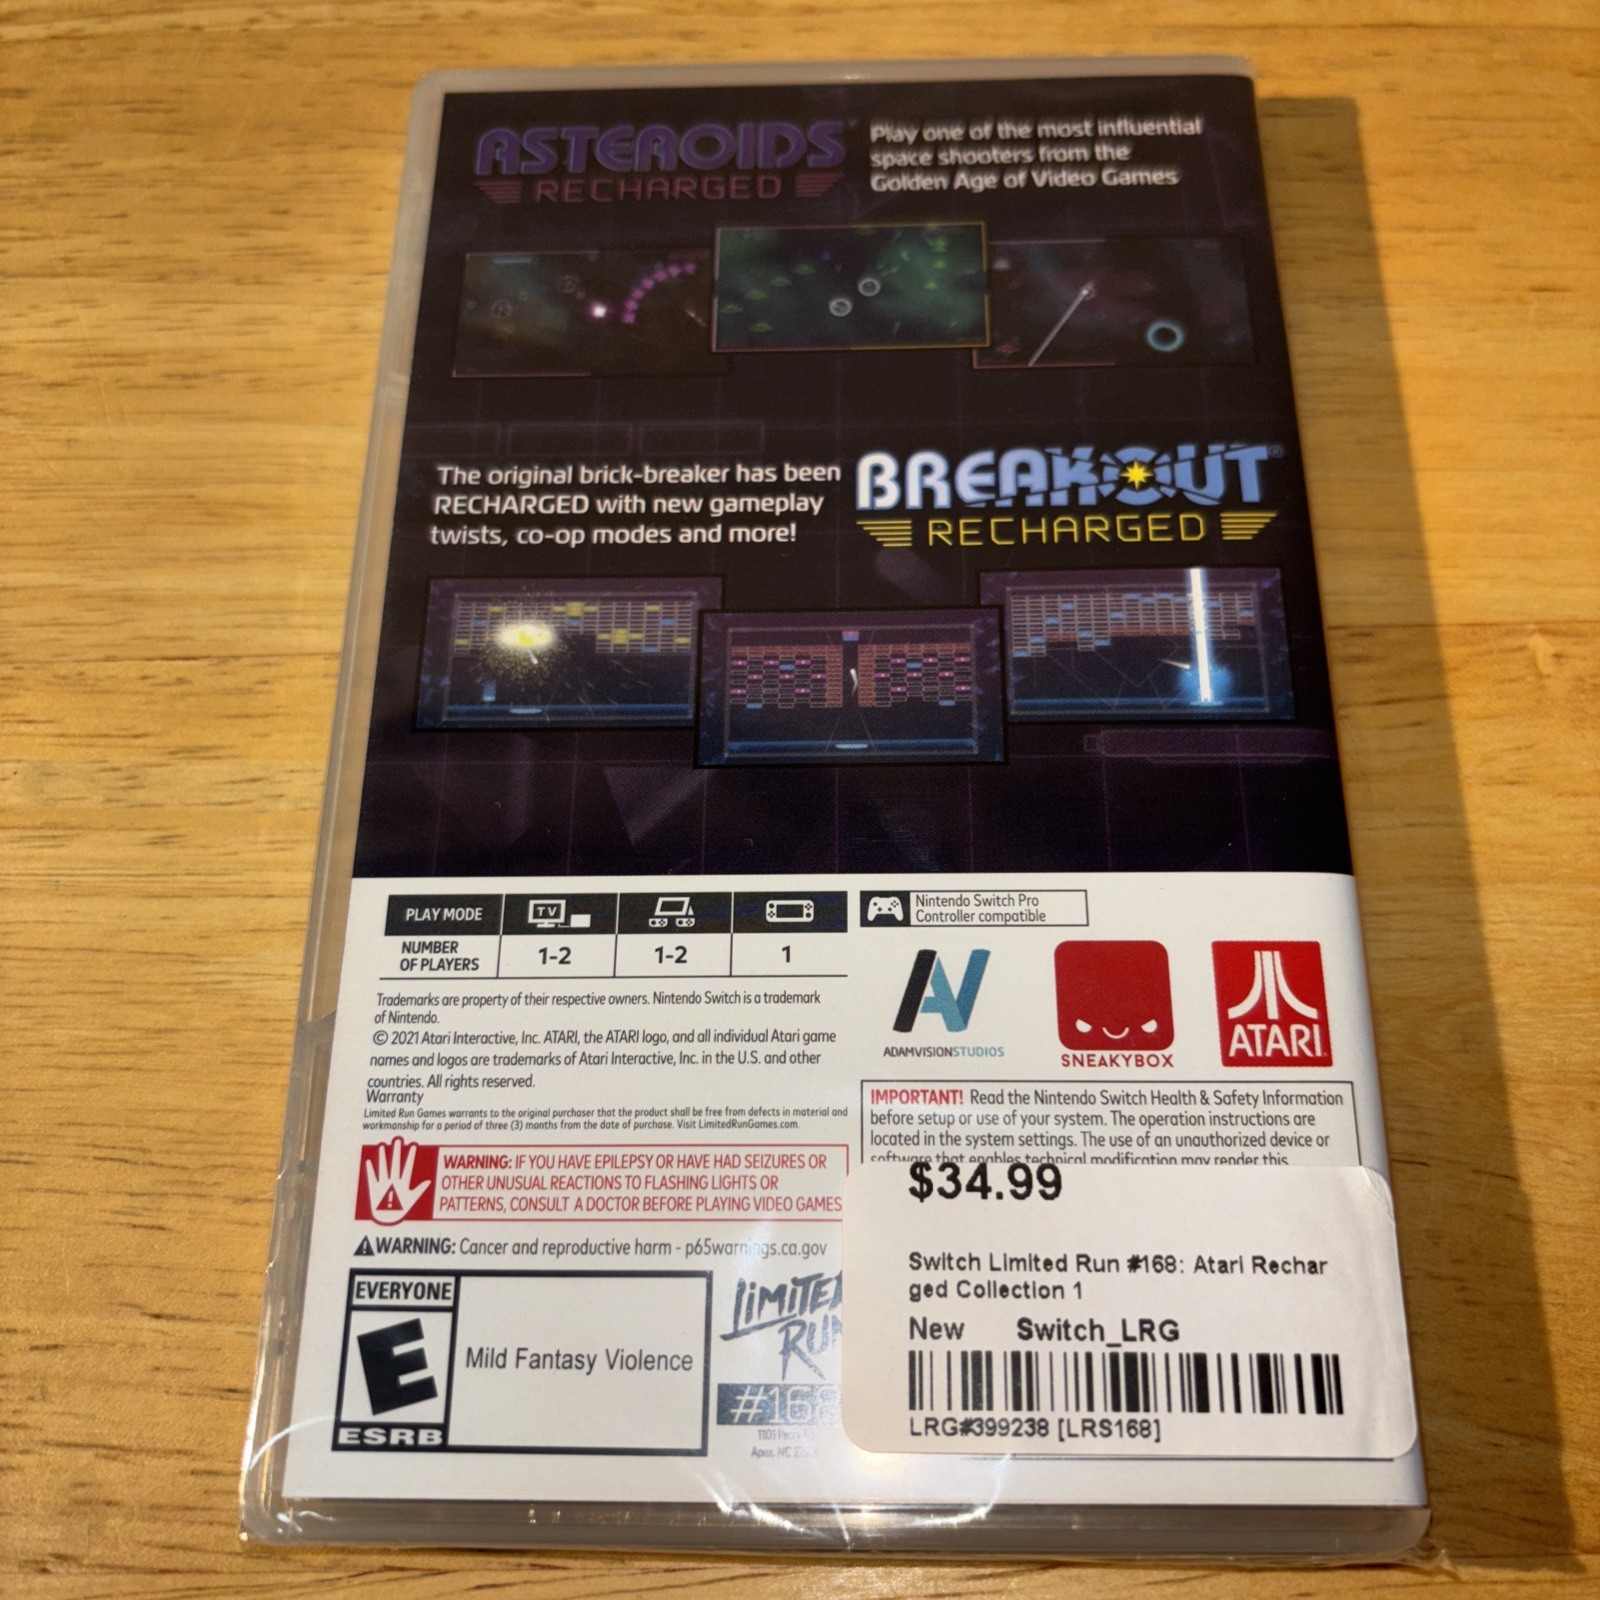 ASTEROIDS
RECHARGED
Play one of the most influential
space shooters from the
Golden Age of Video Games
The original brick-breaker has been
RECHARGED with new gameplay
twists, co-op modes and more!
BREAKOUT®
RECHARGED
PLAY MODE
TV
NUMBER
OF PLAYERS
1-2
1-2
1
Nintendo Switch Pro
Controller compatible
Trademarks are property of their respective owners. Nintendo Switch is a trademark
of Nintendo.
© 2021 Atari Interactive, Inc. ATARI, the ATARI logo, and all individual Atari game
names and logos are trademarks of Atari Interactive, Inc. in the U.S. and other
countries. All rights reserved.
Warranty
Limited Run Games warrants to the original purchaser that the product shall be free from defects in material and
workmanship for a period of three (3) months from the date of purchase. Visit LimitedRunGames.com.
WARNING: IF YOU HAVE EPILEPSY OR HAVE HAD SEIZURES OR
OTHER UNUSUAL REACTIONS TO FLASHING LIGHTS OR
PATTERNS, CONSULT A DOCTOR BEFORE PLAYING VIDEO GAMES
WARNING: Cancer and reproductive harm - p65warnings.ca.gov
EVERYONE
E
ESRB
Mild Fantasy Violence
LIMITED
RUN
#168
ADAMVISIONSTUDIOS
SNEAKYBOX
ATARI
IMPORTANT! Read the Nintendo Switch Health & Safety Information
before setup or use of your system. The operation instructions are
located in the system settings. The use of an unauthorized device or
software that enables technical modification may render this
$34.99
Switch Limited Run #168: Atari Rechar
ged Collection 1
New Switch_LRG
LRG#399238 [LRS168]